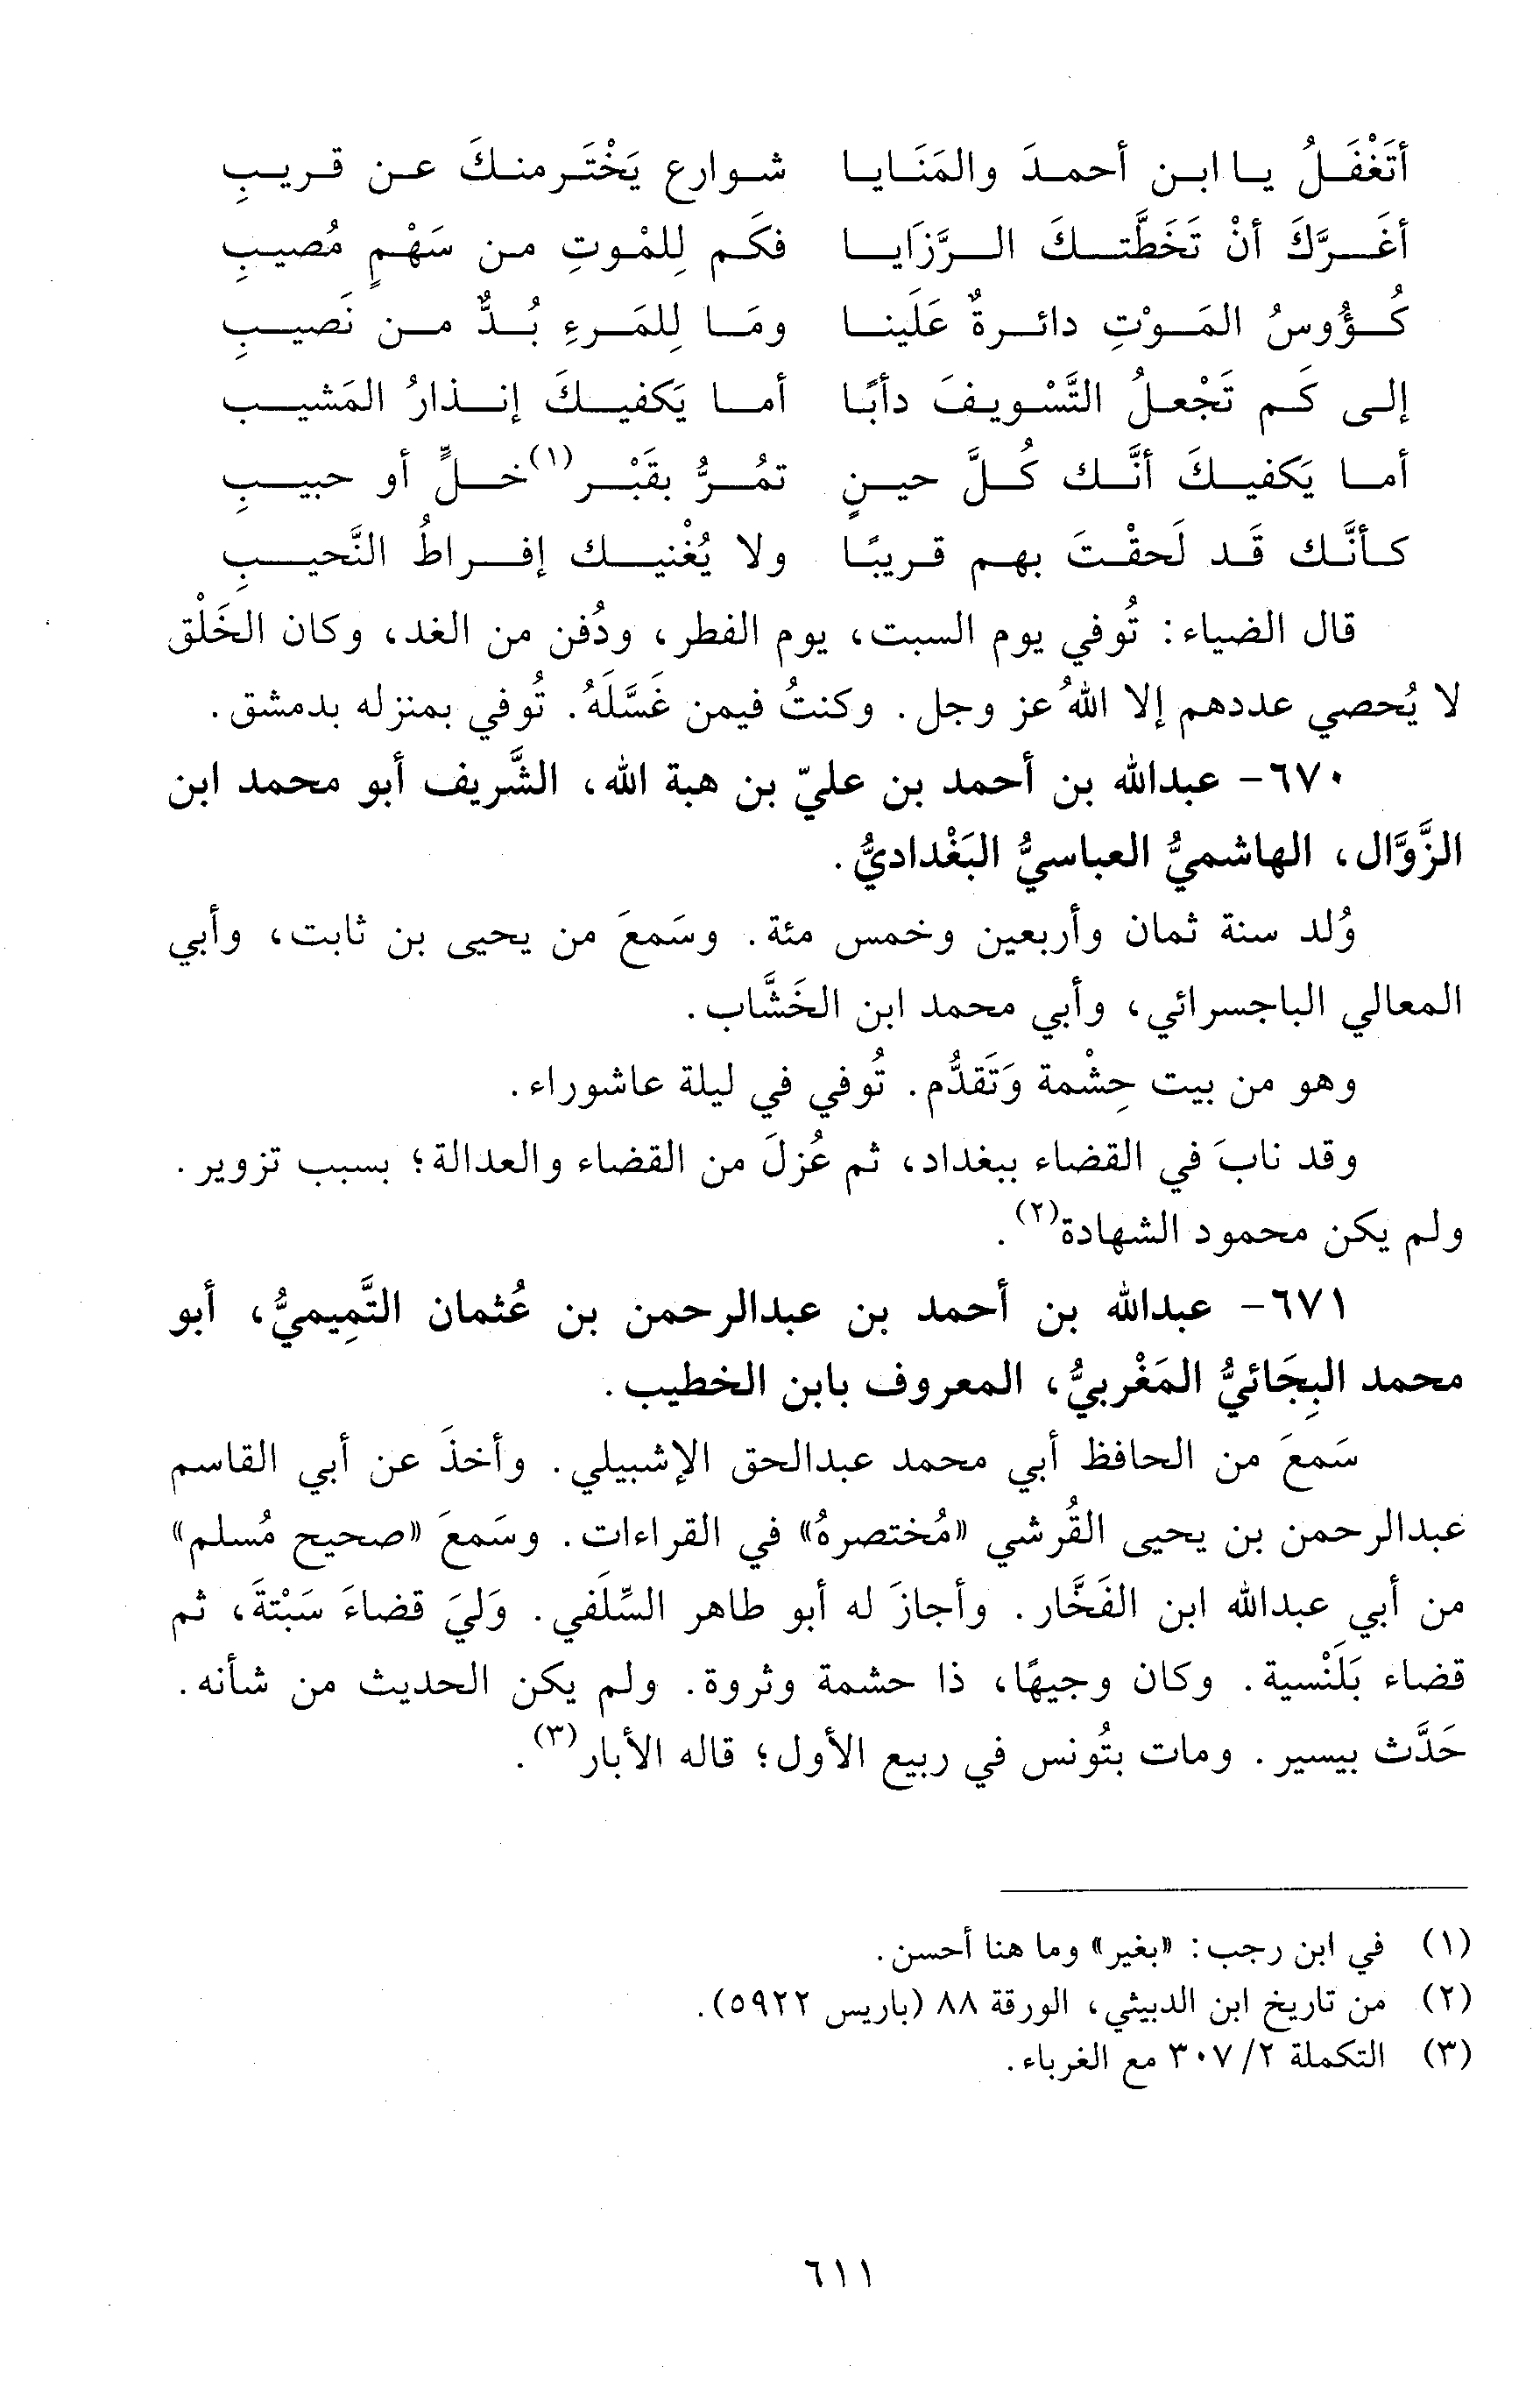 أتَغْفَلُ يا ابن أحمدَ والمَنَايا شوارع يَخْتَرمنكَ عن قريبِ
أغَرَّكَ أنْ تَخَطَّتكَ الرَّزَايا فكَم لِلمْوتِ من سَهْمٍ مُصيبِ
كُؤُوسُ المَوْتِ دائرةٌ عَلَينا ومَا لِلمَرءِ بُدٌّ من نَصيبِ
إلى كَم تَجْعلُ التَّسْويفَ دأبًا أما يَكفيكَ إنذارُ المَشيب
أما يَكفيكَ أنَّك كُلَّ حينٍ تمُرُّ بقَبْر(١) خلٍّ أو حبيبِ
كأنَّك قَد لَحقْتَ بهم قريبًا ولا يُغْنيك إفراطُ النَّحيبِ
قال الضياء: تُوفي يوم السبت، يوم الفطر، ودُفن من الغد، وكان الخَلْق
لا يُحصي عددهم إلا اللهُ عز وجل. وكنتُ فيمن غَسَّلَهُ. تُوفي بمنزله بدمشق.
٦٧٠- عبدالله بن أحمد بن عليّ بن هبة الله، الشَّريف أبو محمد ابن
الزَّوَّال، الهاشميُّ العباسيُّ البَغْداديُّ.
وُلد سنة ثمان وأربعين وخمس مئة. وسَمعَ من يحيى بن ثابت، وأبي
المعالي الباجسرائي، وأبي محمد ابن الخَشَّاب.
وهو من بيت حِشْمة وَتَقدُّم. تُوفي في ليلة عاشوراء.
وقد نابَ في القضاء ببغداد، ثم عُزلَ من القضاء والعدالة؛ بسبب تزوير.
ولم يكن محمود الشهادة(٢).
٦٧١- عبدالله بن أحمد بن عبدالرحمن بن عُثمان التَّمِيميُّ، أبو
محمد البِجَائيُّ المَغْربيُّ، المعروف بابن الخطيب.
سَمعَ من الحافظ أبي محمد عبدالحق الإشبيلي. وأخذَ عن أبي القاسم
عبدالرحمن بن يحيى القُرشي «مُختصرهُ» في القراءات. وسَمعَ «صحيح مُسلم»
من أبي عبدالله ابن الفَخَّار. وأجازَ له أبو طاهر السِّلَفي. وَليَ قضاءَ سَبْتةَ، ثم
قضاء بَلَنْسية. وكان وجيهًا، ذا حشمة وثروة. ولم يكن الحديث من شأنه.
حَدَّث بيسير. ومات بتُونس في ربيع الأول؛ قاله الأبار(٣).
(١) في ابن رجب: «بغير» وما هنا أحسن.
(٢) من تاريخ ابن الدبيثي، الورقة ٨٨ (باريس ٥٩٢٢).
(٣) التكملة ٢/ ٣٠٧ مع الغرباء.
٦١١